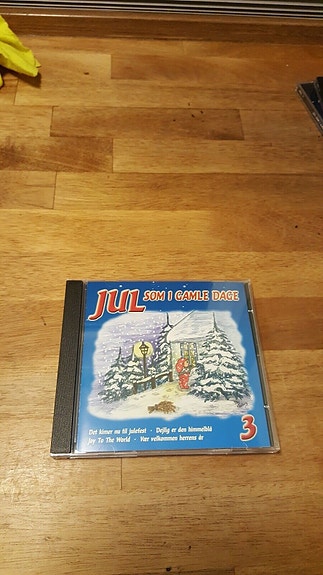 JUL SOM I GAMLE DAGE
Det kimer nu til julefest · Dejlig er den himmelblå
Joy To The World · Vær velkommen herrens år
3